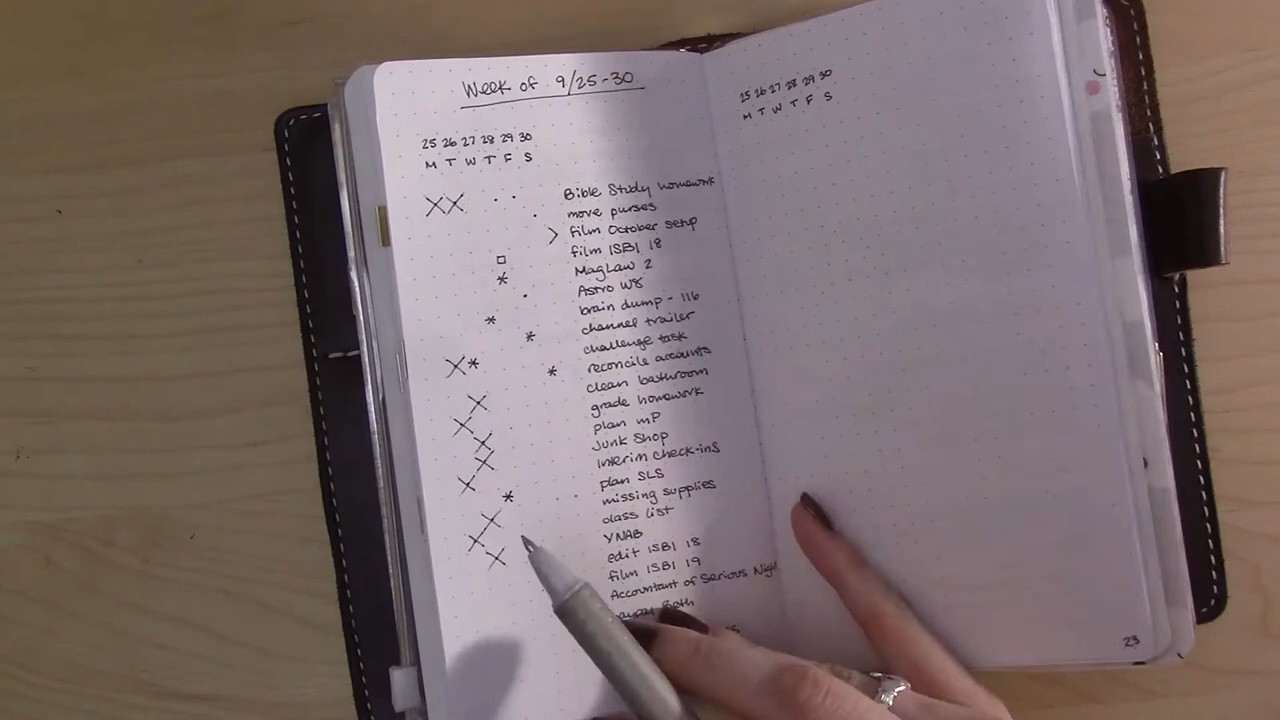 Week of 9/25-30
25 26 27 28 29 30
M T W T F S
Bible Study homework
move purses
film October setup
film ISBI 18
MagLaw 2
Astro W8
brain dump - 116
channel trailer
challenge task
reconcile accounts
clean bathroom
grade homework
plan MP
Junk Shop
Interim check-ins
plan SLS
missing supplies
class list
YNAB
edit ISBI 18
film ISBI 19
Accountant of Serious
25 26 27 28 29 30
M T W T F S
23